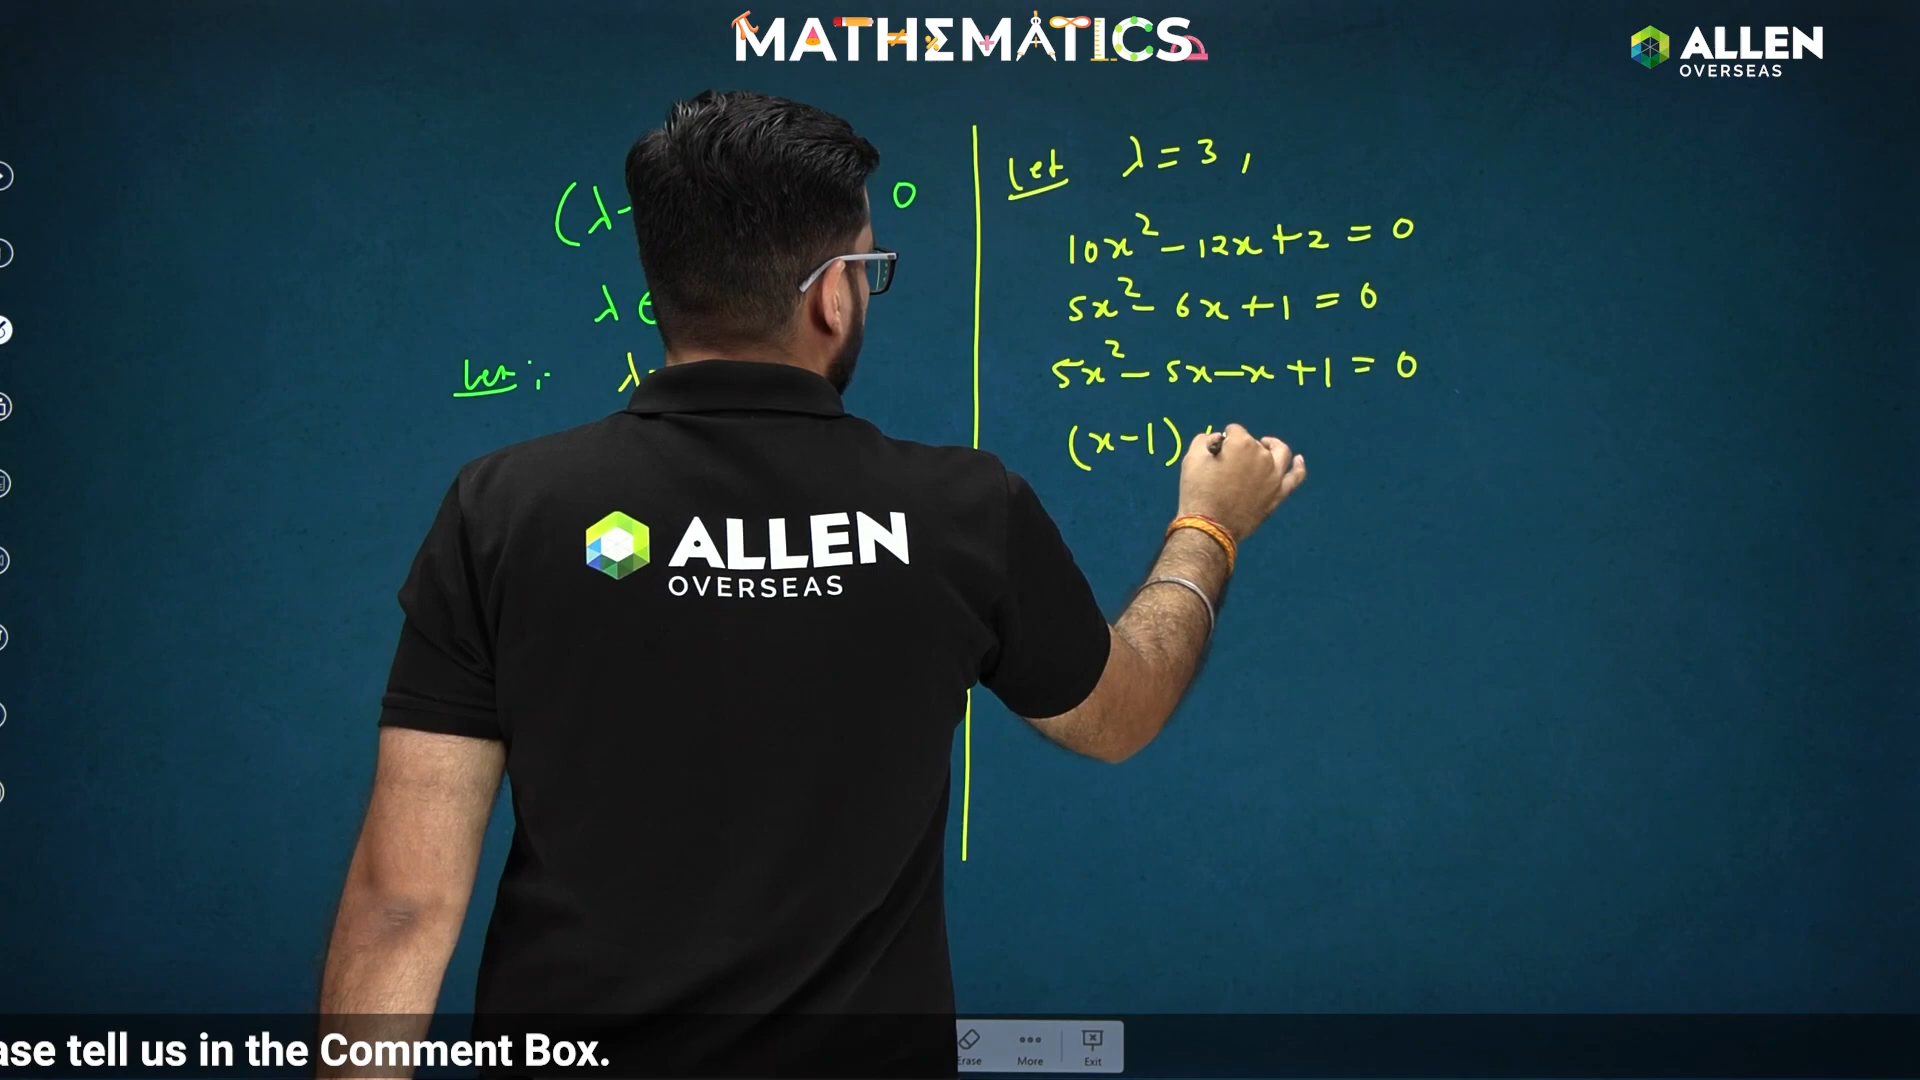 MATHEMATICS
ALLEN
OVERSEAS
(λ- 0
λ
Let :- λ-
Let λ = 3 ,
10x² - 12x + 2 = 0
5x² - 6x + 1 = 0
5x² - 5x - x + 1 = 0
(x-1) (
ALLEN
OVERSEAS
ase tell us in the Comment Box.
Erase More Exit